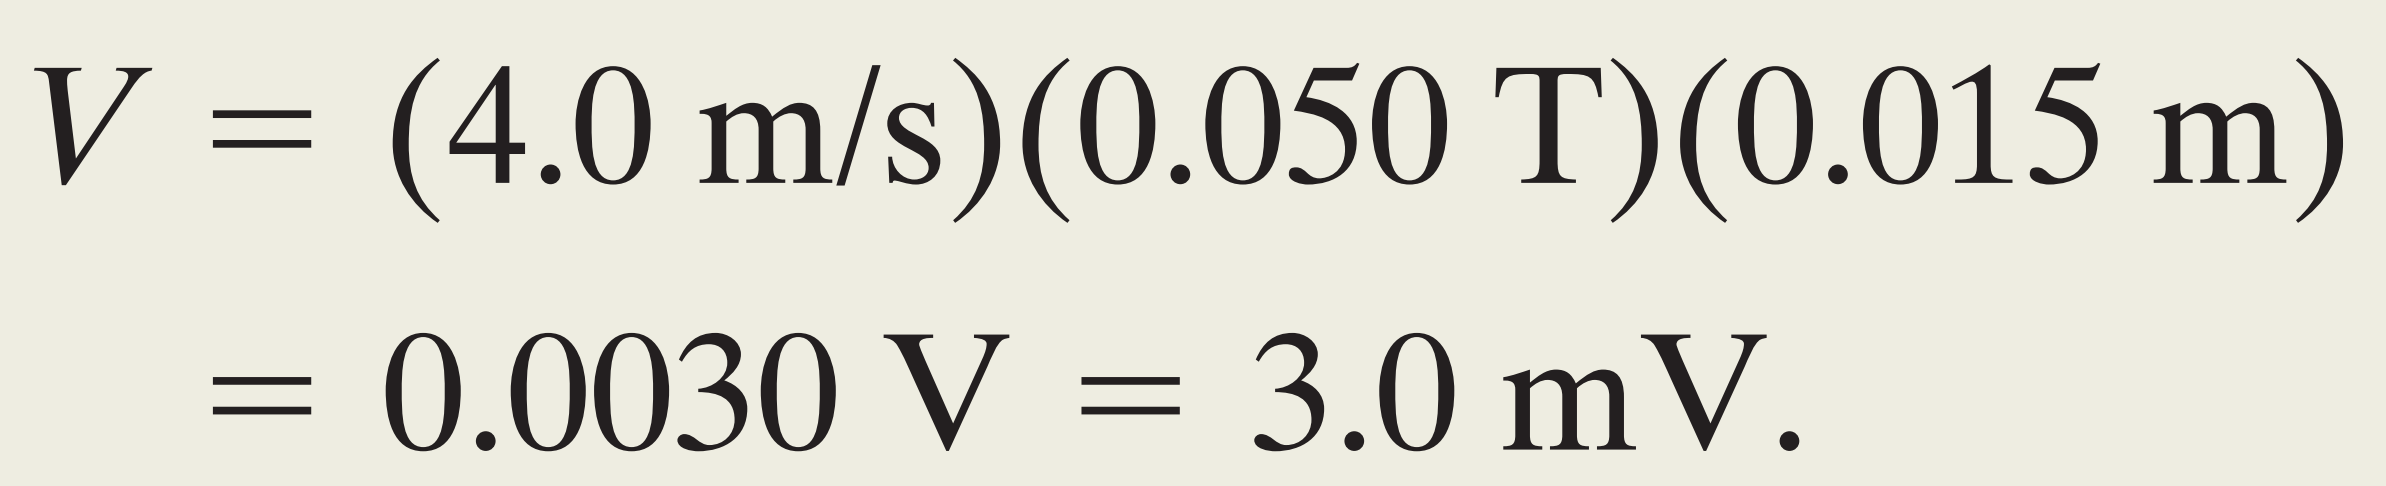 V = (4.0 m/s)(0.050 T)(0.015 m)
= 0.0030 V = 3.0 mV.